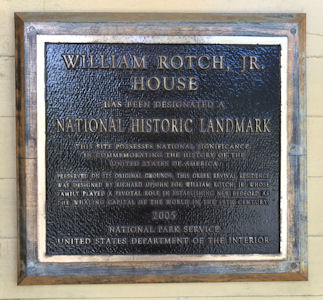 WILLIAM ROTCH, JR.
HOUSE
HAS BEEN DESIGNATED A
NATIONAL HISTORIC LANDMARK
THIS SITE POSSESSES NATIONAL SIGNIFICANCE
IN COMMEMORATING THE HISTORY OF THE
UNITED STATES OF AMERICA
PRESERVED ON ITS ORIGINAL GROUNDS, THIS GREEK REVIVAL RESIDENCE
WAS DESIGNED BY RICHARD UPJOHN FOR WILLIAM ROTCH, JR. WHOSE
FAMILY PLAYED A PIVOTAL ROLE IN ESTABLISHING NEW BEDFORD AS
THE WHALING CAPITAL OF THE WORLD IN THE 19TH CENTURY.
2005
NATIONAL PARK SERVICE
UNITED STATES DEPARTMENT OF THE INTERIOR